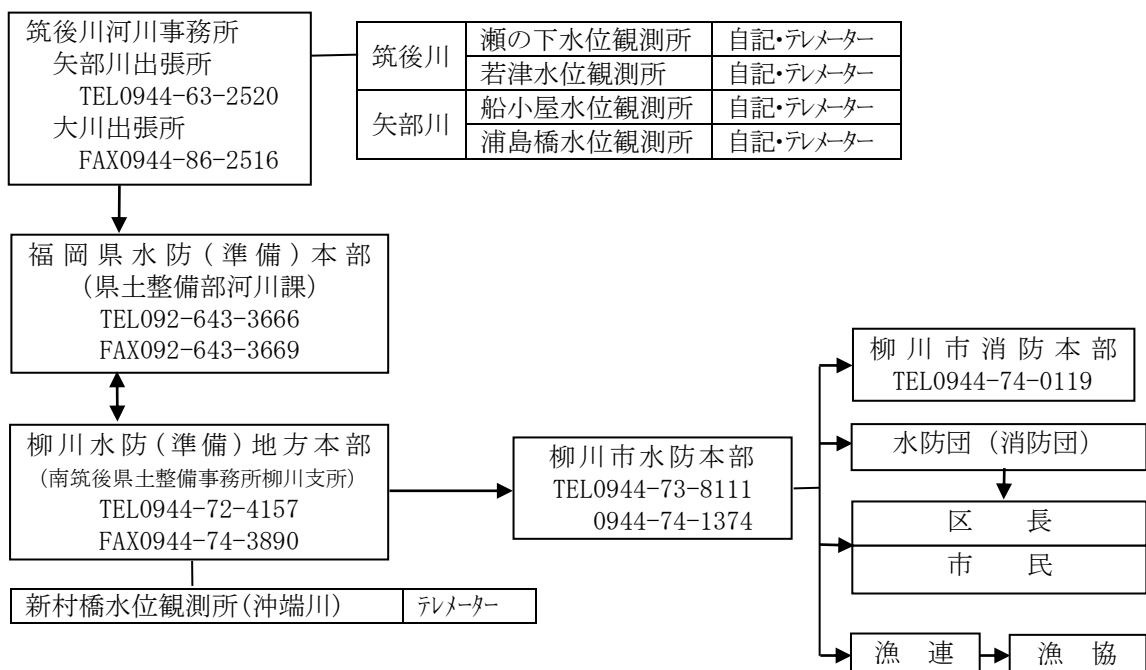 筑後川河川事務所
矢部川出張所
TEL0944-63-2520
大川出張所
FAX0944-86-2516
筑後川 瀬の下水位観測所 自記・テレメーター
若津水位観測所 自記・テレメーター
矢部川 船小屋水位観測所 自記・テレメーター
浦島橋水位観測所 自記・テレメーター
福岡県水防(準備)本部
(県土整備部河川課)
TEL092-643-3666
FAX092-643-3669
柳川水防(準備)地方本部
(南筑後県土整備事務所柳川支所)
TEL0944-72-4157
FAX0944-74-3890
新村橋水位観測所(沖端川) テレメーター
柳川市水防本部
TEL0944-73-8111
0944-74-1374
柳川市消防本部
TEL0944-74-0119
水防団(消防団)
区 長
市 民
漁 連 漁 協